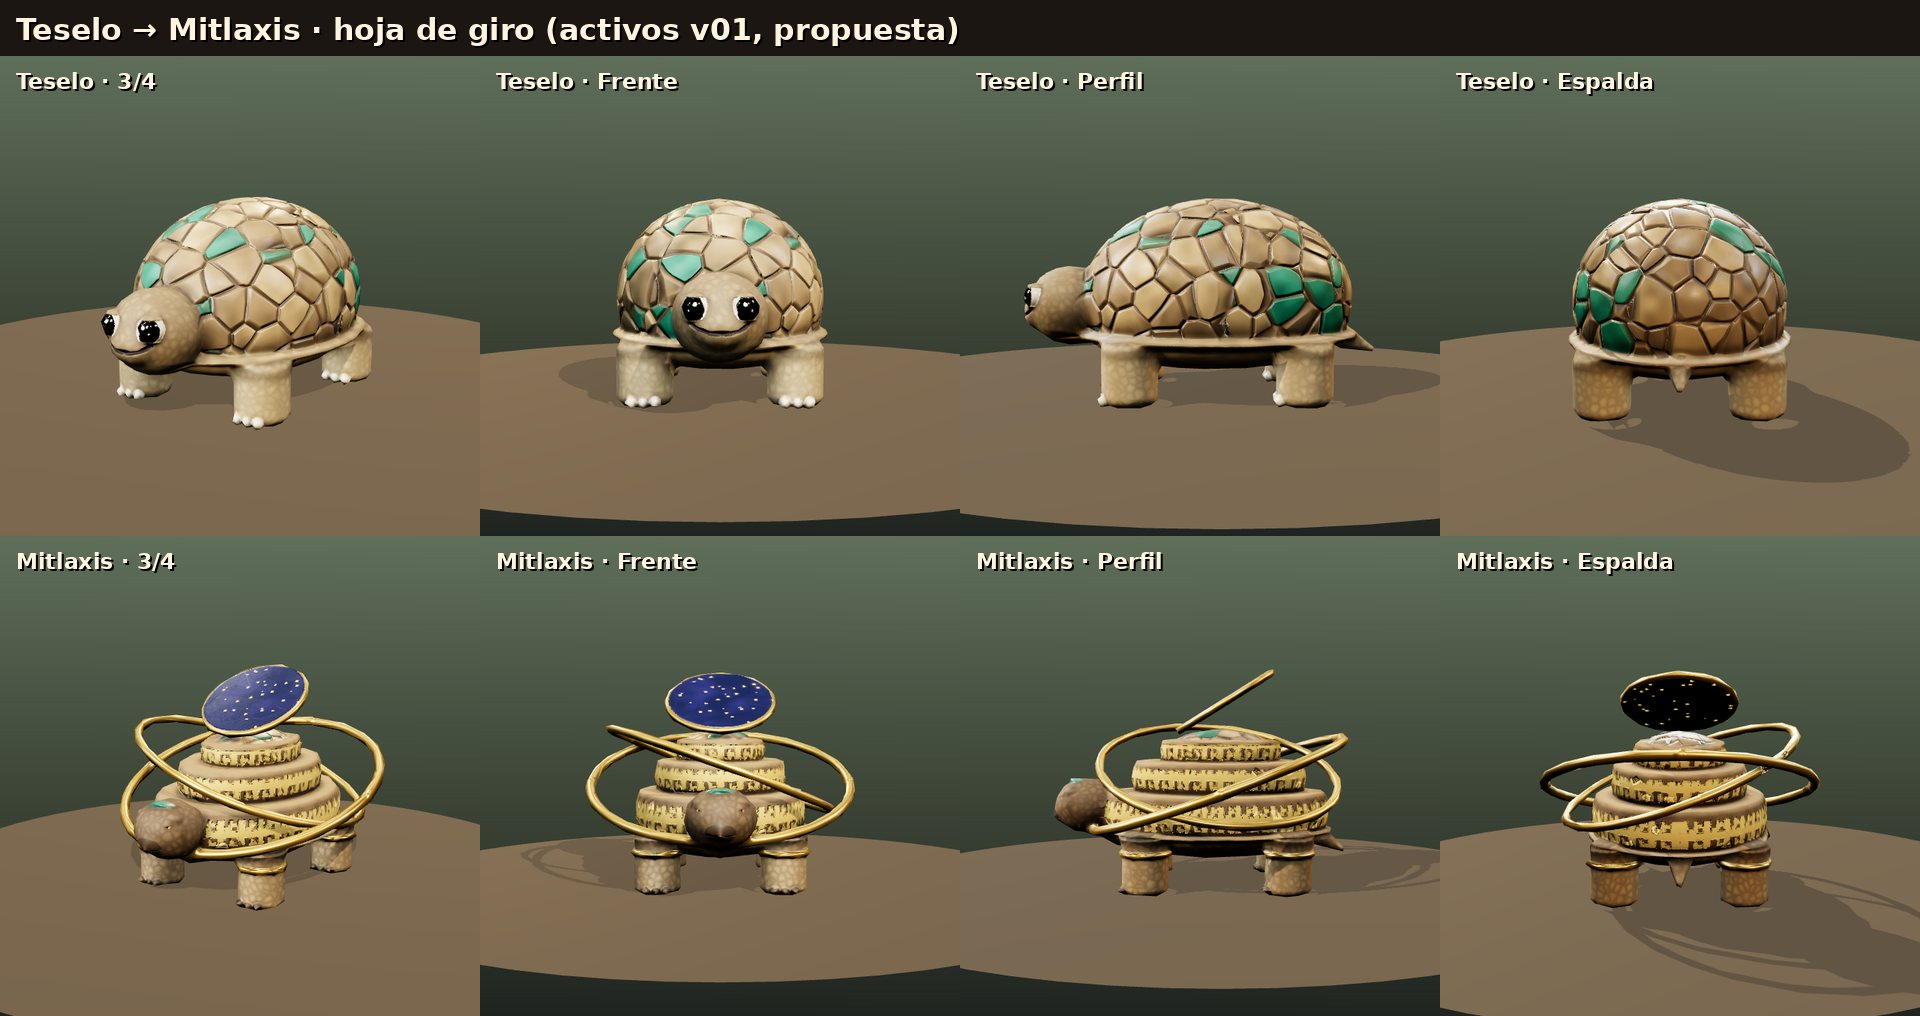 Teselo → Mitlaxis · hoja de giro (activos v01, propuesta)
Teselo · 3/4
Teselo · Frente
Teselo · Perfil
Teselo · Espalda
Mitlaxis · 3/4
Mitlaxis · Frente
Mitlaxis · Perfil
Mitlaxis · Espalda